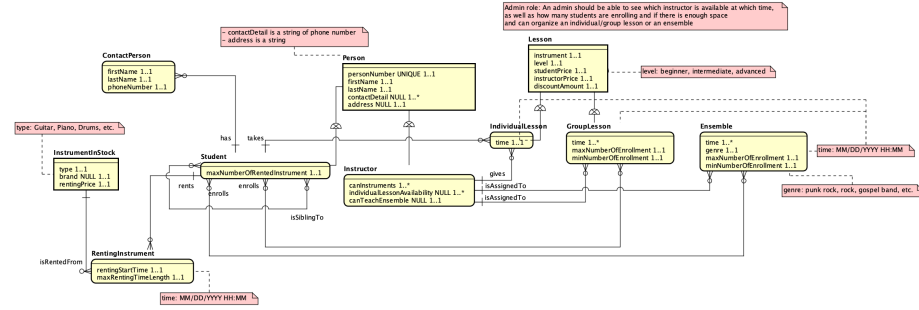 Admin role: An admin should be able to see which instructor is available at which time,
as well as how many students are enrolling and if there is enough space
and can organize an individual/group lesson or an ensemble
- contactDetail is a string of phone number
- address is a string
Lesson
instrument 1..1
level 1..1
studentPrice 1..1
instructorPrice 1..1
discountAmount 1..1
level: beginner, intermediate, advanced
ContactPerson
firstName 1..1
lastName 1..1
phoneNumber 1..1
Person
personNumber UNIQUE 1..1
firstName 1..1
lastName 1..1
contactDetail NULL 1..*
address NULL 1..1
type: Guitar, Piano, Drums, etc.
has
takes
IndividualLesson
time 1..1
GroupLesson
time 1..*
maxNumberOfEnrollment 1..1
minNumberOfEnrollment 1..1
Ensemble
time 1..*
genre 1..1
maxNumberOfEnrollment 1..1
minNumberOfEnrollment 1..1
time: MM/DD/YYYY HH:MM
genre: punk rock, rock, gospel band, etc.
InstrumentInStock
type 1..1
brand NULL 1..1
rentingPrice 1..1
Student
maxNumberOfRentedInstrument 1..1
rents
enrolls
enrolls
isSiblingTo
Instructor
canInstruments 1..*
individualLessonAvailability NULL 1..*
canTeachEnsemble NULL 1..1
gives
isAssignedTo
isAssignedTo
isRentedFrom
RentingInstrument
rentingStartTime 1..1
maxRentingTimeLength 1..1
time: MM/DD/YYYY HH:MM